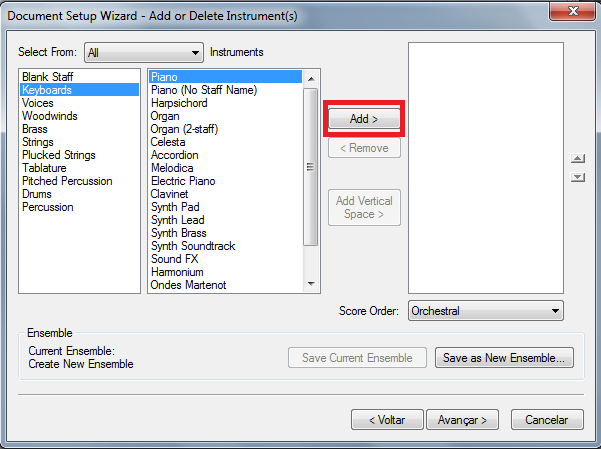 Document Setup Wizard - Add or Delete Instrument(s)
Select From:
All
Instruments
Blank Staff
Keyboards
Voices
Woodwinds
Brass
Strings
Plucked Strings
Tablature
Pitched Percussion
Drums
Percussion
Piano
Piano (No Staff Name)
Harpsichord
Organ
Organ (2-staff)
Celesta
Accordion
Melodica
Electric Piano
Clavinet
Synth Pad
Synth Lead
Synth Brass
Synth Soundtrack
Sound FX
Harmonium
Ondes Martenot
Add >
< Remove
Add Vertical
Space >
Score Order:
Orchestral
Ensemble
Current Ensemble:
Create New Ensemble
Save Current Ensemble
Save as New Ensemble...
< Voltar
Avançar >
Cancelar